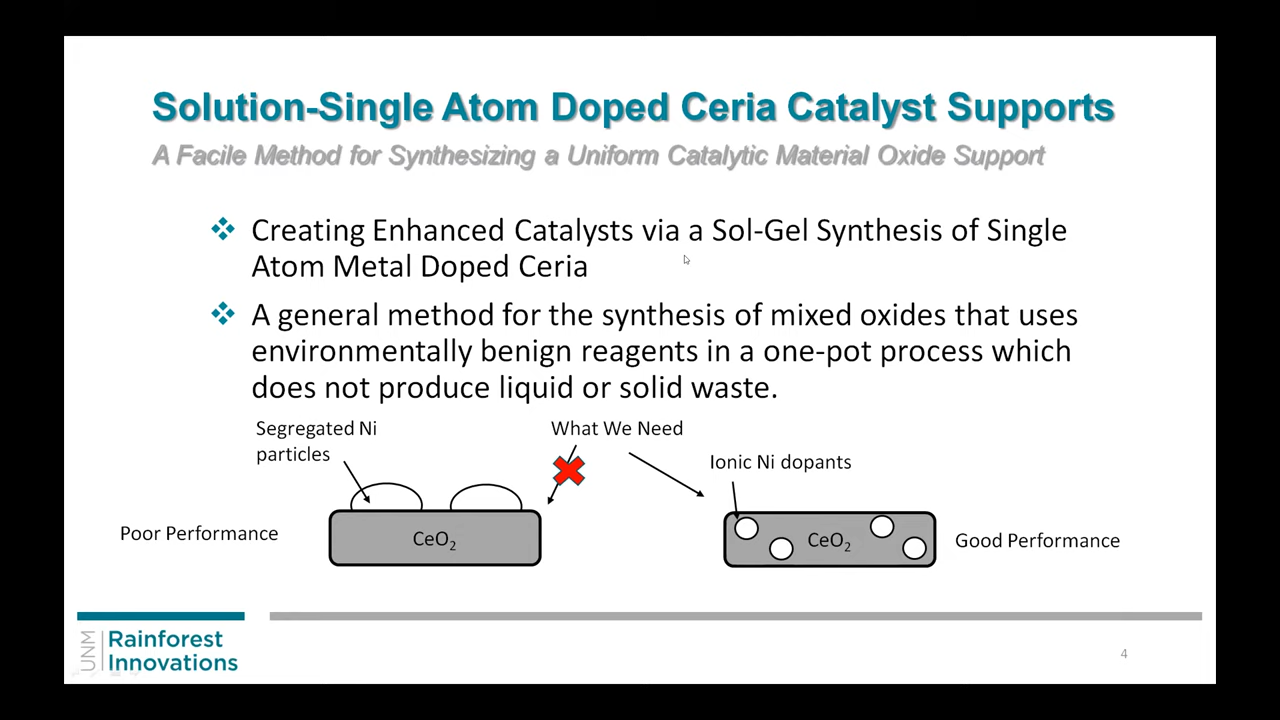 Solution-Single Atom Doped Ceria Catalyst Supports
A Facile Method for Synthesizing a Uniform Catalytic Material Oxide Support
❖ Creating Enhanced Catalysts via a Sol-Gel Synthesis of Single
Atom Metal Doped Ceria
❖ A general method for the synthesis of mixed oxides that uses
environmentally benign reagents in a one-pot process which
does not produce liquid or solid waste.
Segregated Ni
particles
What We Need
Ionic Ni dopants
Poor Performance
CeO₂
CeO₂
Good Performance
UNM
Rainforest
Innovations
4